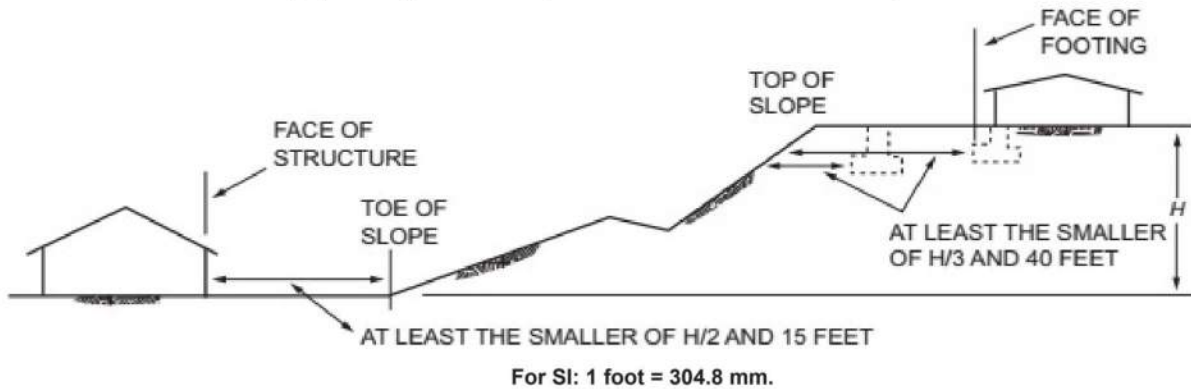 FACE OF
FOOTING
TOP OF
SLOPE
FACE OF
STRUCTURE
TOE OF
SLOPE
H
AT LEAST THE SMALLER
OF H/3 AND 40 FEET
AT LEAST THE SMALLER OF H/2 AND 15 FEET
For SI: 1 foot = 304.8 mm.